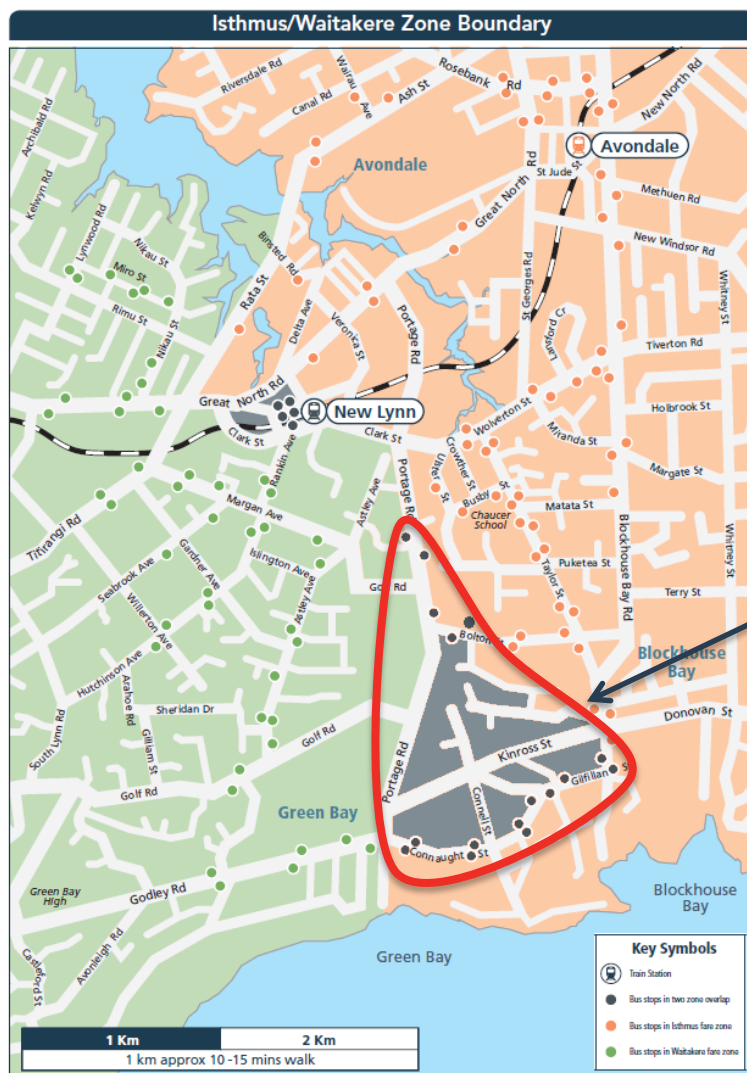 Isthmus/Waitakere Zone Boundary
Archibald Rd
Kelwyn Rd
Riversdale Rd
Wairau Ave
Canal Rd
Ash St
Rosebank Rd
New North Rd
Avondale
Avondale
St Jude St
Great North Rd
Methuen Rd
Lynwood Rd
Nikau St
Miro St
Rimu St
Nikau St
Binsted Rd
Rata St
Delta Ave
Veronica St
Portage Rd
St Georges Rd
New Windsor Rd
Whitney St
Lansford Cr
Tiverton Rd
Great North Rd
New Lynn
Clark St
Rankin Ave
Clark St
Wolverton St
Holbrook St
Miranda St
Margate St
Crowther St
Ulster St
Busby St
Chaucer
School
Matata St
Titirangi Rd
Margan Ave
Astley Ave
Portage Rd
Islington Ave
Gardner Ave
Seabrook Ave
Willerton Ave
Astley Ave
Golf Rd
Puketea St
Taylor St
Blockhouse Bay Rd
Whitney St
Terry St
Bolton St
Blockhouse
Bay
Hutchinson Ave
Arahoe Rd
Sheridan Dr
Gilliam St
South Lynn Rd
Golf Rd
Golf Rd
Portage Rd
Donovan St
Kinross St
Gilfillan St
Connell St
Green Bay
Connaught St
Green Bay
High
Godley Rd
Avonleigh Rd
Castleford St
Blockhouse
Bay
Green Bay
Key Symbols
Train Station
Bus stops in two zone overlap
Bus stops in Isthmus fare zone
Bus stops in Waitakere fare zone
1 Km
2 Km
1 km approx 10 -15 mins walk